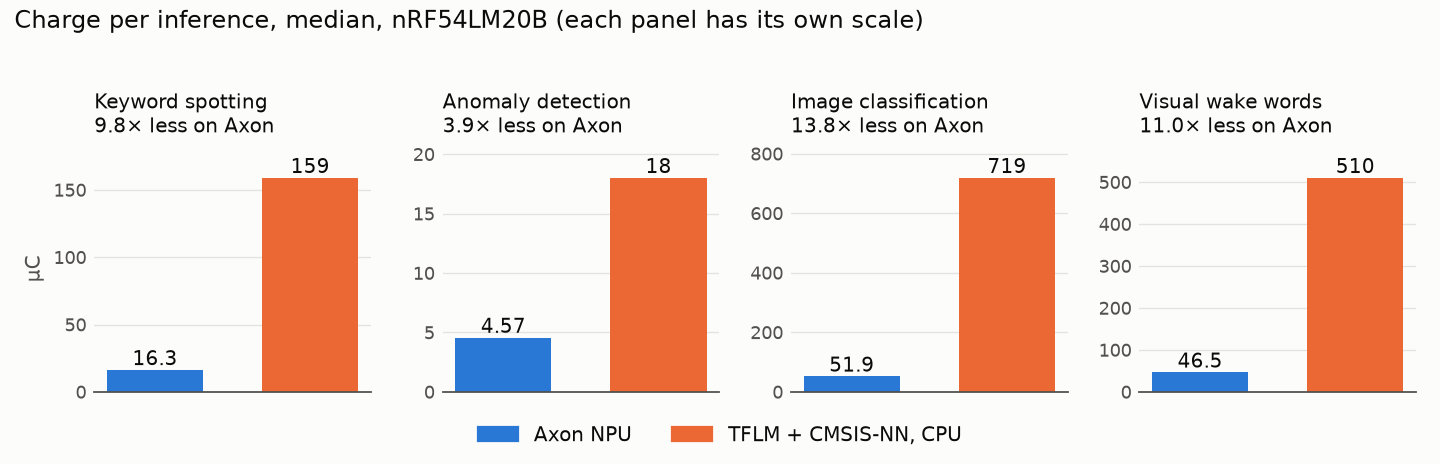 Charge per inference, median, nRF54LM20B (each panel has its own scale)
Keyword spotting
9.8× less on Axon
µC
150
100
50
0
16.3
159
Anomaly detection
3.9× less on Axon
20
15
10
5
0
4.57
18
Image classification
13.8× less on Axon
800
600
400
200
0
51.9
719
Visual wake words
11.0× less on Axon
500
400
300
200
100
0
46.5
510
Axon NPU
TFLM + CMSIS-NN, CPU